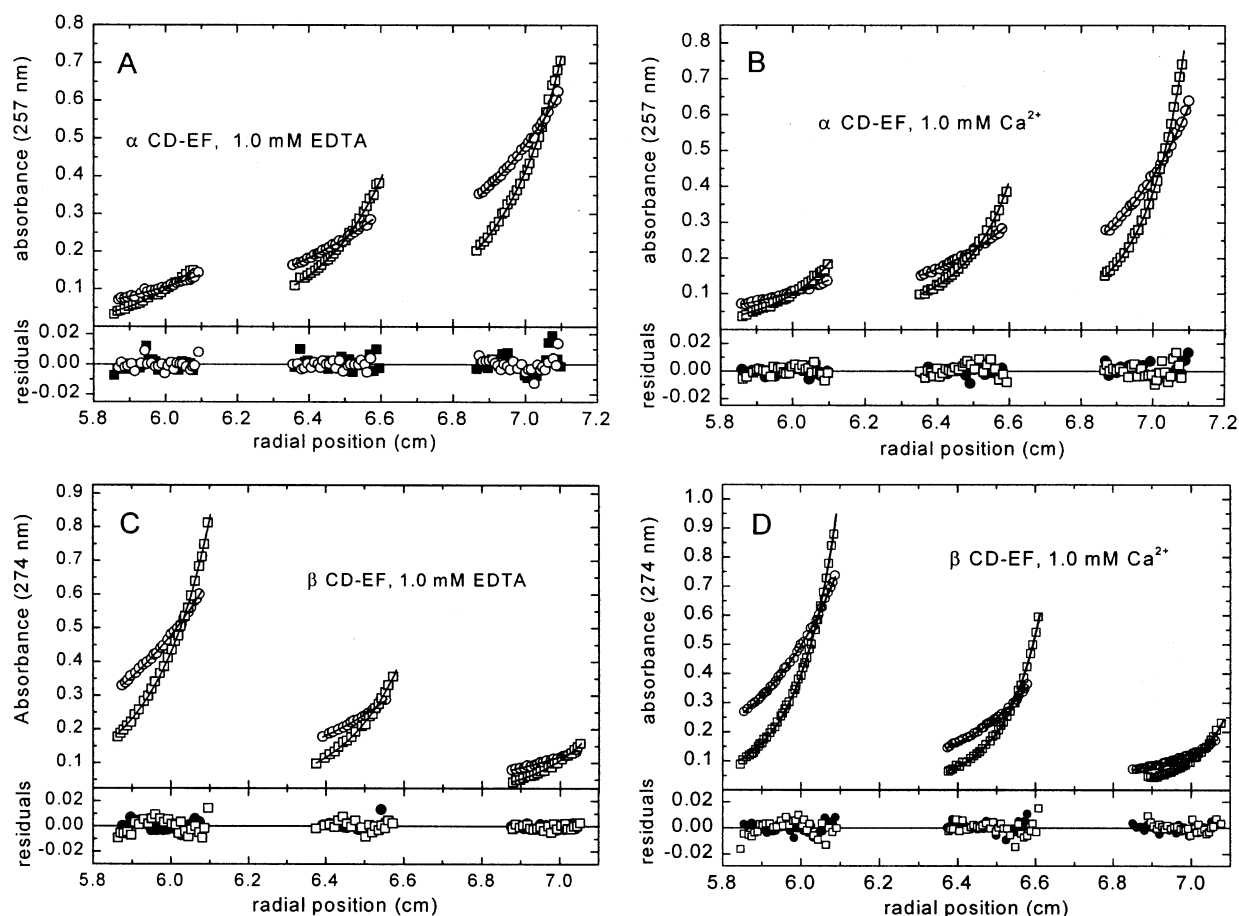 A
α CD-EF, 1.0 mM EDTA
absorbance (257 nm)
0.8
0.7
0.6
0.5
0.4
0.3
0.2
0.1
residuals
0.02
0.00
-0.02
5.8 6.0 6.2 6.4 6.6 6.8 7.0 7.2
radial position (cm)
B
α CD-EF, 1.0 mM Ca²⁺
absorbance (257 nm)
0.8
0.7
0.6
0.5
0.4
0.3
0.2
0.1
residuals
0.02
0.00
-0.02
5.8 6.0 6.2 6.4 6.6 6.8 7.0 7.2
radial position (cm)
C
β CD-EF, 1.0 mM EDTA
Absorbance (274 nm)
0.9
0.8
0.7
0.6
0.5
0.4
0.3
0.2
0.1
residuals
0.02
0.00
-0.02
5.8 6.0 6.2 6.4 6.6 6.8 7.0
radial position (cm)
D
β CD-EF, 1.0 mM Ca²⁺
absorbance (274 nm)
1.0
0.9
0.8
0.7
0.6
0.5
0.4
0.3
0.2
0.1
residuals
0.02
0.00
-0.02
5.8 6.0 6.2 6.4 6.6 6.8 7.0
radial position (cm)